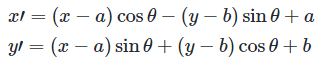 x′ = (x − a) cos θ − (y − b) sin θ + a
y′ = (x − a) sin θ + (y − b) cos θ + b